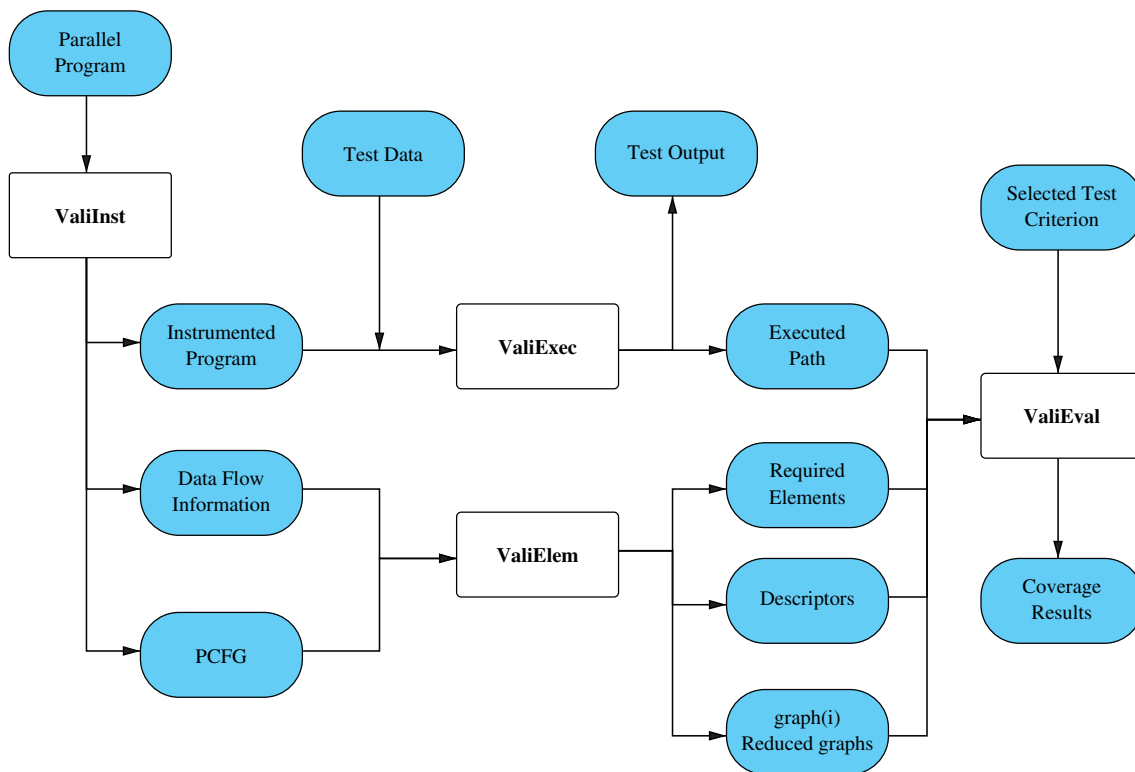 Parallel
Program
Test Data
Test Output
ValiInst
Selected Test
Criterion
Instrumented
Program
ValiExec
Executed
Path
ValiEval
Data Flow
Information
Required
Elements
ValiElem
Descriptors
Coverage
Results
PCFG
graph(i)
Reduced graphs